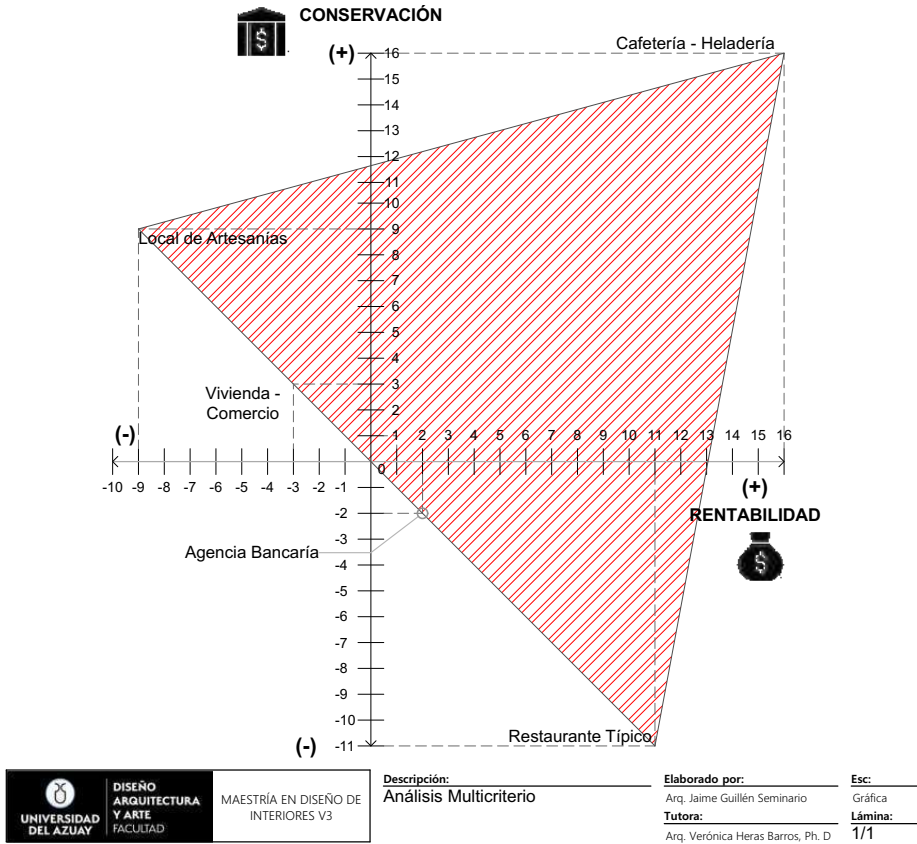 CONSERVACIÓN
$
(+)
Cafetería - Heladería
16
15
14
13
12
11
10
9
Local de Artesanías
8
7
6
5
4
3
Vivienda -
Comercio
2
1 2 3 4 5 6 7 8 9 10 11 12 13 14 15 16
(-)
0
-10 -9 -8 -7 -6 -5 -4 -3 -2 -1
(+)
RENTABILIDAD
$
-2
-3
Agencia Bancaría
-4
-5
-6
-7
-8
-9
-10
Restaurante Típico
(-)
-11
UNIVERSIDAD
DEL AZUAY
DISEÑO
ARQUITECTURA
Y ARTE
FACULTAD
MAESTRÍA EN DISEÑO DE
INTERIORES V3
Descripción:
Análisis Multicriterio
Elaborado por:
Arq. Jaime Guillén Seminario
Tutora:
Arq. Verónica Heras Barros, Ph. D
Esc:
Gráfica
Lámina:
1/1